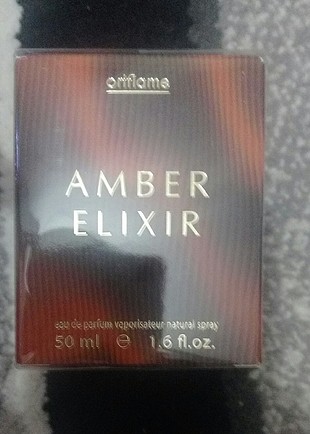 oriflame
AMBER
ELIXIR
eau de parfum vaporisateur natural spray
50 ml ℮ 1.6 fl.oz.